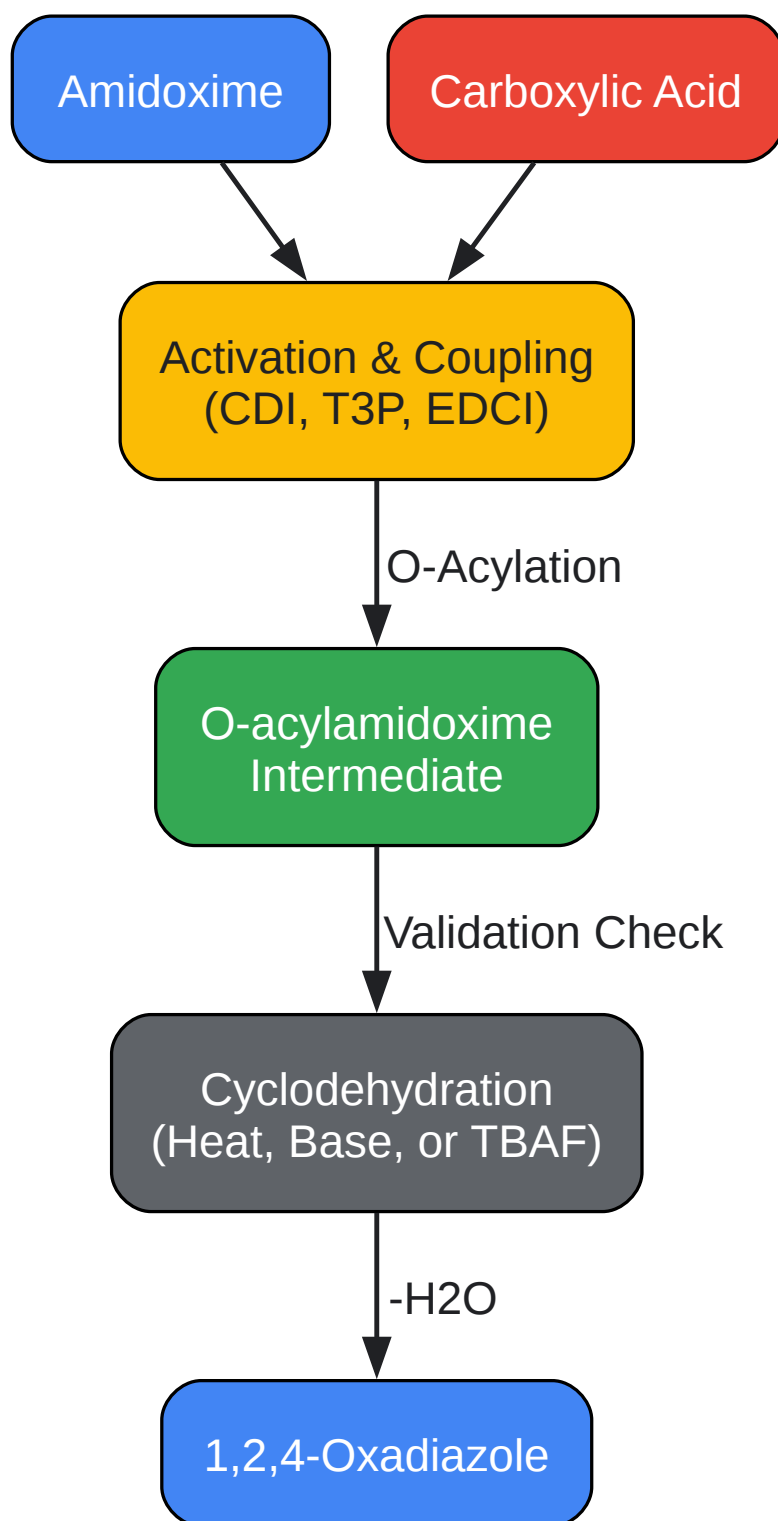 Amidoxime
Carboxylic Acid
Activation & Coupling
(CDI, T3P, EDCI)
O-Acylation
O-acylamidoxime
Intermediate
Validation Check
Cyclodehydration
(Heat, Base, or TBAF)
-H2O
1,2,4-Oxadiazole